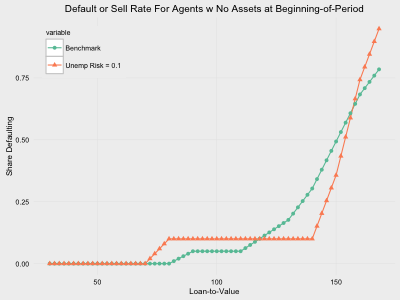 Default or Sell Rate For Agents w No Assets at Beginning-of-Period
variable
Benchmark
Unemp Risk = 0.1
Share Defaulting
0.75
0.50
0.25
0.00
50
100
150
Loan-to-Value